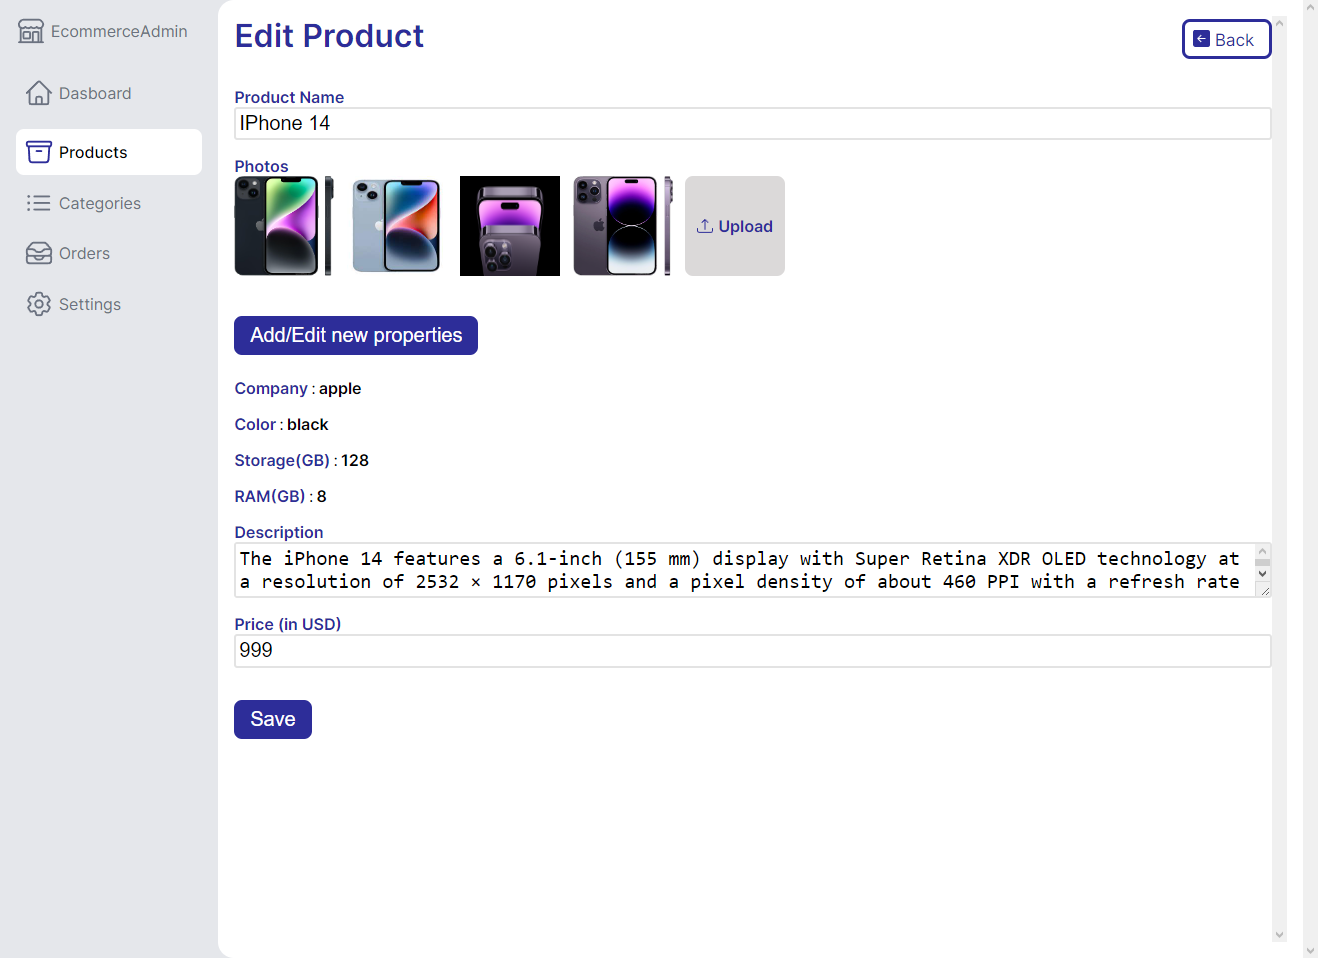 EcommerceAdmin
Dasboard
Products
Categories
Orders
Settings
Edit Product
Back
Product Name
IPhone 14
Photos
Upload
Add/Edit new properties
Company : apple
Color : black
Storage(GB) : 128
RAM(GB) : 8
Description
The iPhone 14 features a 6.1-inch (155 mm) display with Super Retina XDR OLED technology at
a resolution of 2532 × 1170 pixels and a pixel density of about 460 PPI with a refresh rate
Price (in USD)
999
Save